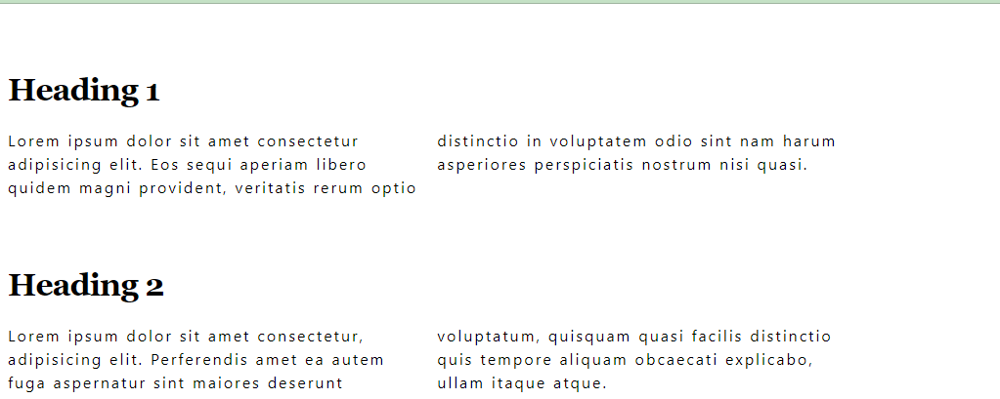 Heading 1
Lorem ipsum dolor sit amet consectetur
adipisicing elit. Eos sequi aperiam libero
quidem magni provident, veritatis rerum optio
distinctio in voluptatem odio sint nam harum
asperiores perspiciatis nostrum nisi quasi.
Heading 2
Lorem ipsum dolor sit amet consectetur,
adipisicing elit. Perferendis amet ea autem
fuga aspernatur sint maiores deserunt
voluptatum, quisquam quasi facilis distinctio
quis tempore aliquam obcaecati explicabo,
ullam itaque atque.